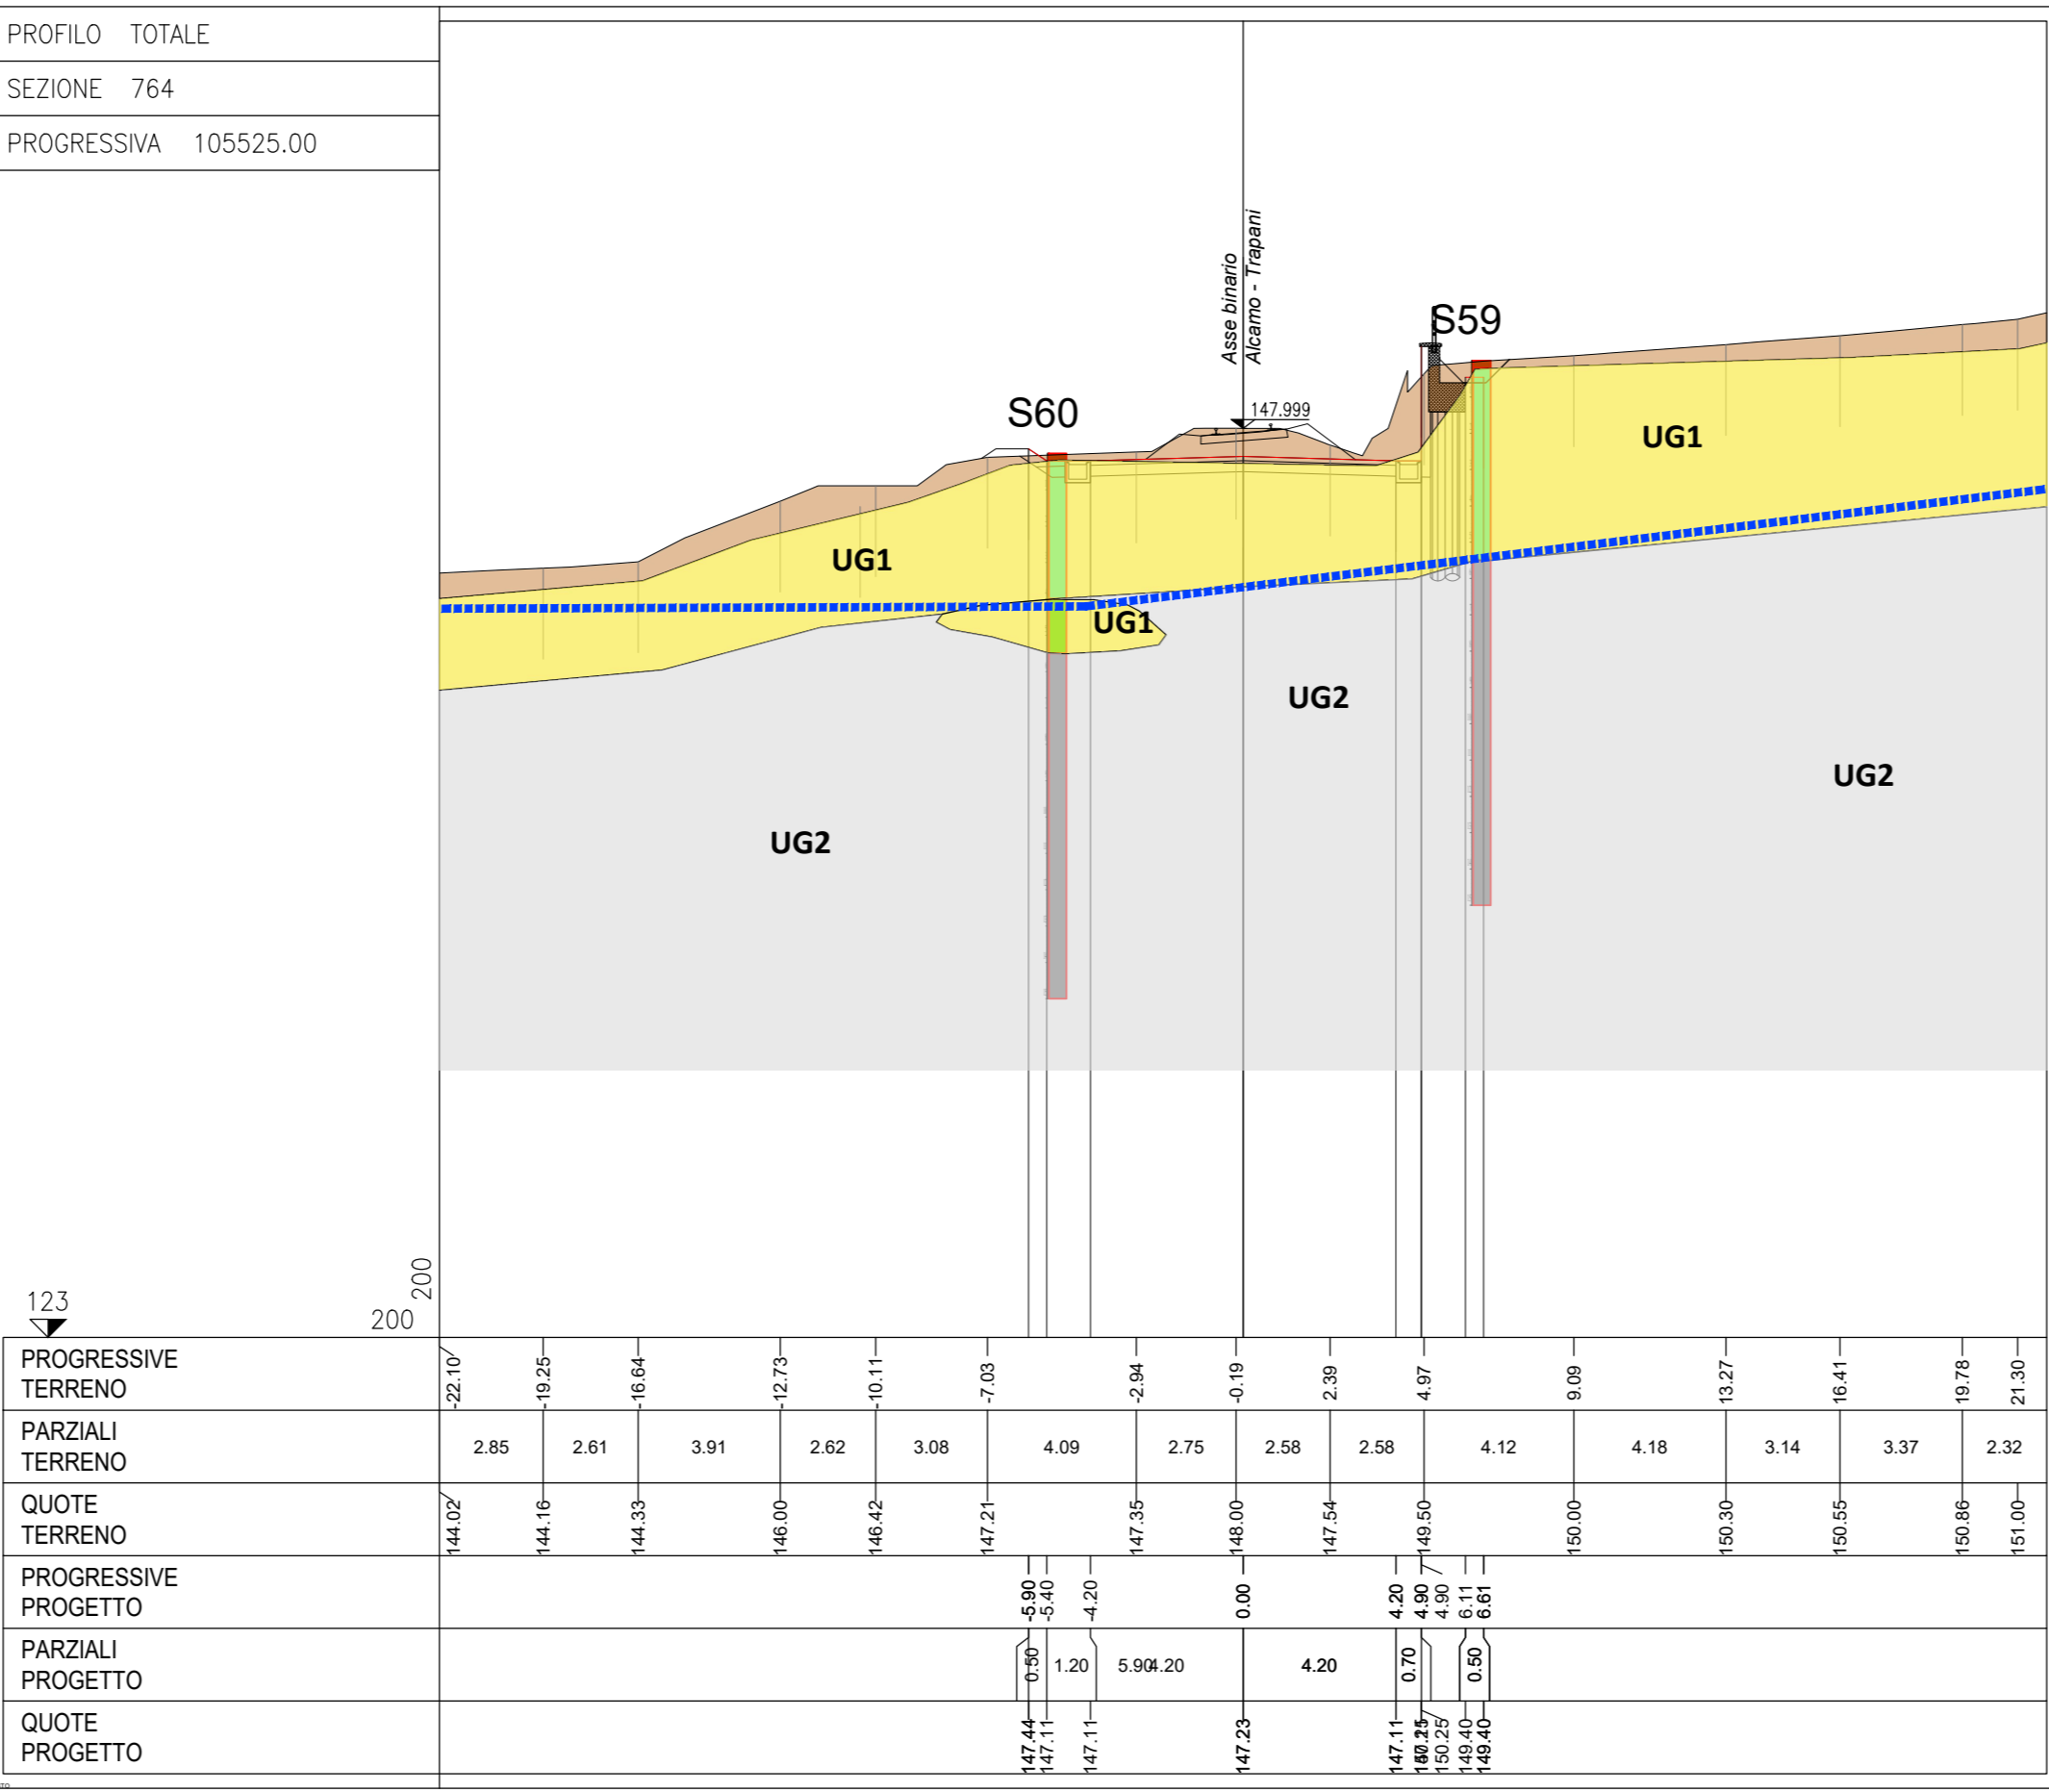 PROFILO TOTALE
SEZIONE 764
PROGRESSIVA 105525.00
Asse binario
Alcamo - Trapani
S59
S60
147.999
UG1
UG1
UG1
UG2
UG2
UG2
200
123
200
PROGRESSIVE
TERRENO
-22.10
-19.25
-16.64
-12.73
-10.11
-7.03
-2.94
-0.19
2.39
4.97
9.09
13.27
16.41
19.78
21.30
PARZIALI
TERRENO
2.85
2.61
3.91
2.62
3.08
4.09
2.75
2.58
2.58
4.12
4.18
3.14
3.37
2.32
QUOTE
TERRENO
144.02
144.16
144.33
146.00
146.42
147.21
147.35
148.00
147.54
149.50
150.00
150.30
150.55
150.86
151.00
PROGRESSIVE
PROGETTO
-5.90
-5.40
-4.20
0.00
4.20
4.90
4.90
6.11
6.61
PARZIALI
PROGETTO
0.50
1.20
5.90
4.20
4.20
0.70
0.50
QUOTE
PROGETTO
147.44
147.11
147.11
147.23
147.11
150.25
149.40
149.40